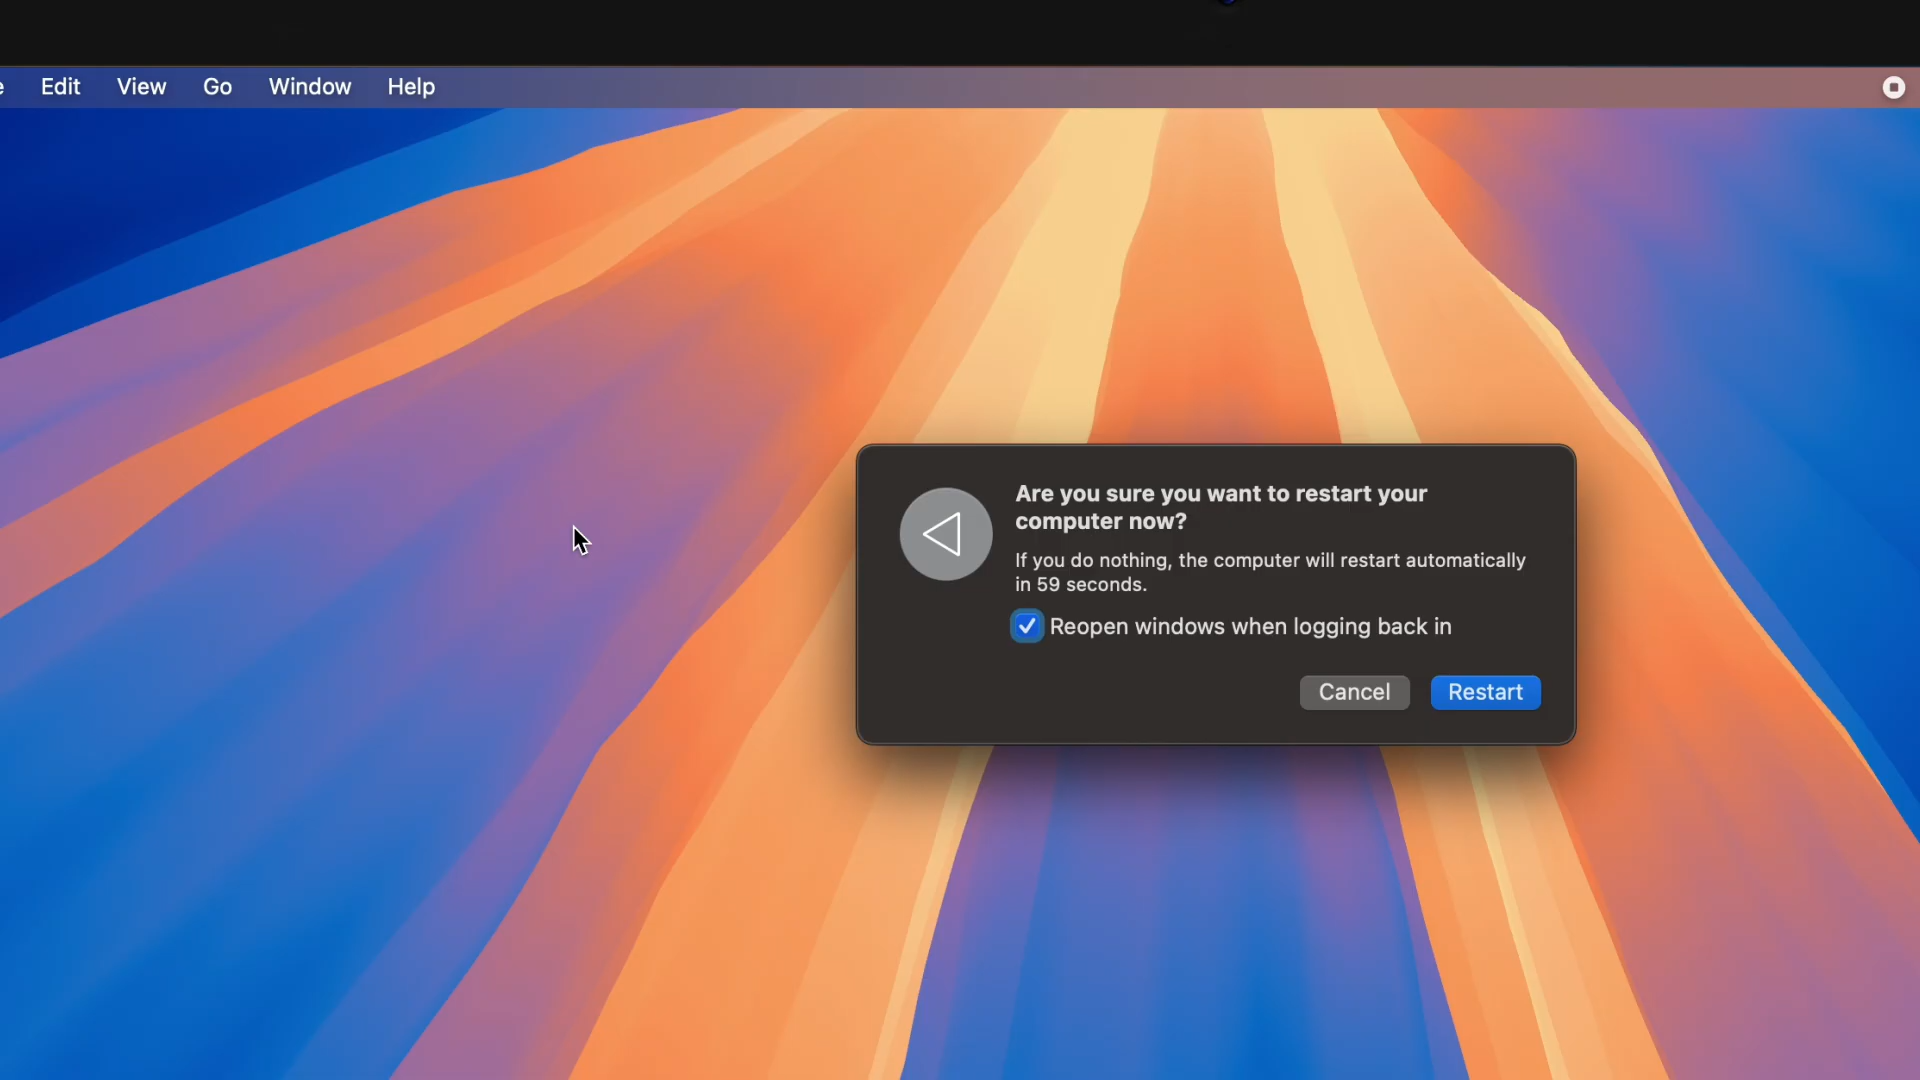 Edit View Go Window Help
Are you sure you want to restart your
computer now?
If you do nothing, the computer will restart automatically
in 59 seconds.
Reopen windows when logging back in
Cancel Restart